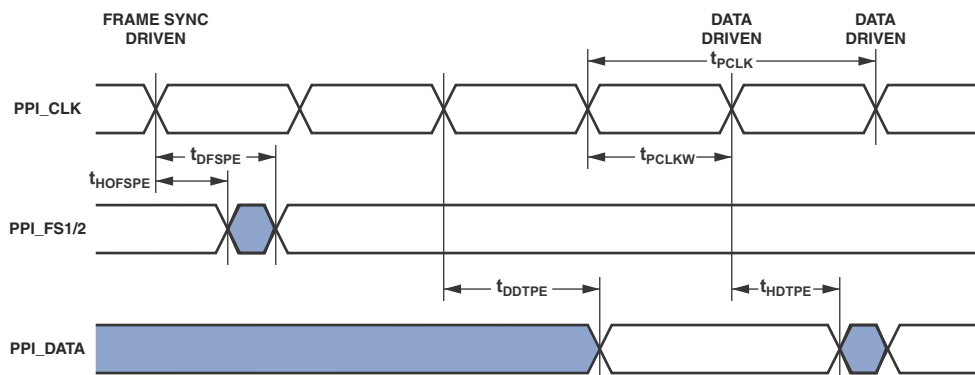 FRAME SYNC
DRIVEN
DATA
DRIVEN
DATA
DRIVEN
tPCLK
PPI_CLK
tDFSPE
tPCLKW
tHOFSPE
PPI_FS1/2
tDDTPE
tHDTPE
PPI_DATA